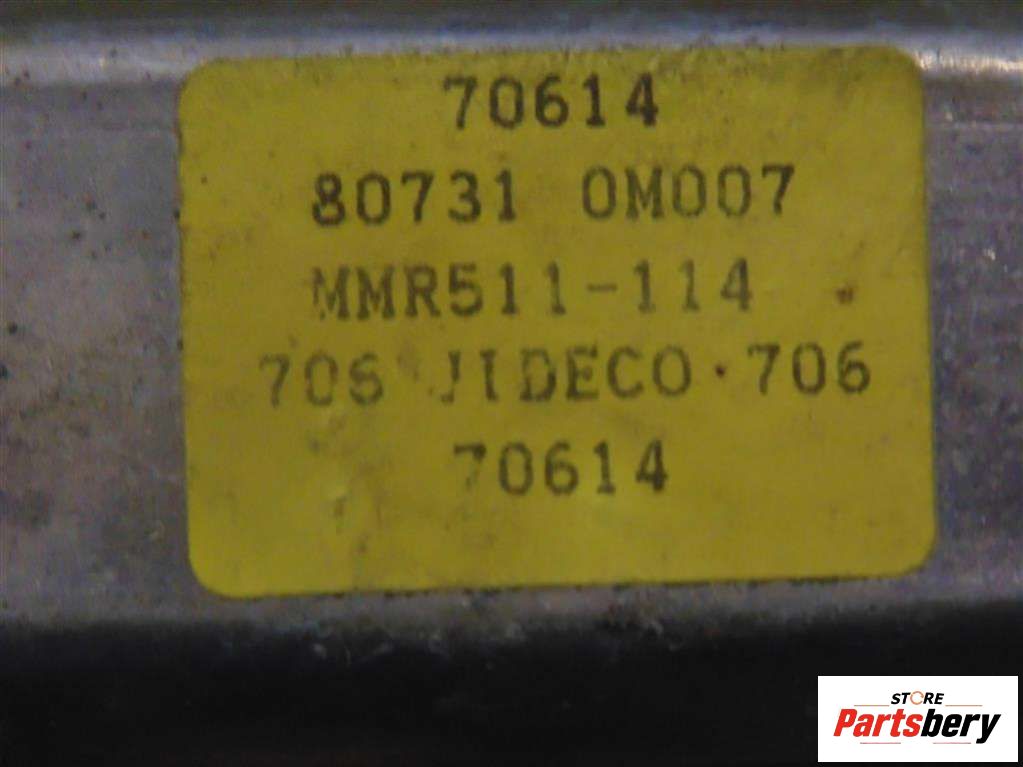 70614
80731 0M007
MMR511-114
706 JIDECO·706
70614
STORE
Partsbery